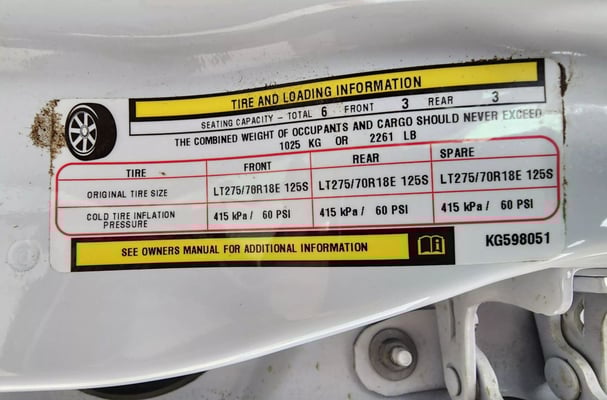 TIRE AND LOADING INFORMATION
SEATING CAPACITY - TOTAL 6 FRONT 3 REAR 3
THE COMBINED WEIGHT OF OCCUPANTS AND CARGO SHOULD NEVER EXCEED
1025 KG OR 2261 LB
TIRE FRONT REAR SPARE
ORIGINAL TIRE SIZE LT275/70R18E 125S LT275/70R18E 125S LT275/70R18E 125S
COLD TIRE INFLATION PRESSURE 415 kPa / 60 PSI 415 kPa / 60 PSI 415 kPa / 60 PSI
SEE OWNERS MANUAL FOR ADDITIONAL INFORMATION
KG598051